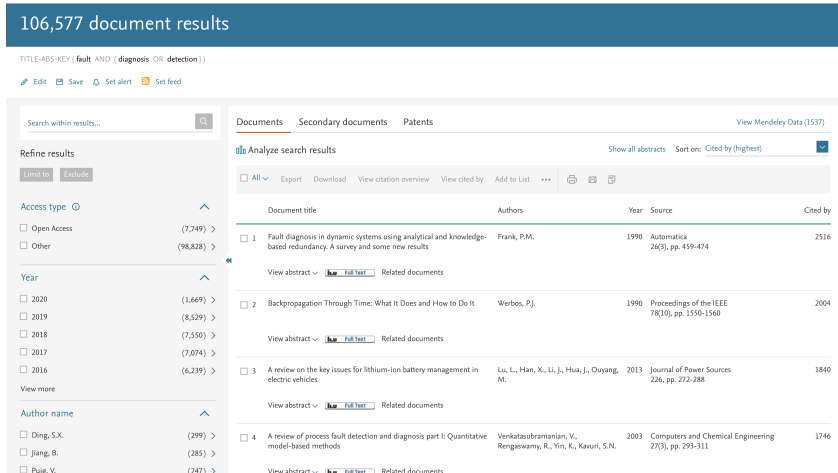 106,577 document results
TITLE-ABS-KEY ( fault AND ( diagnosis OR detection ) )
Edit Save Set alert Set feed
Search within results...
Refine results
Limit to Exclude
Access type
Open Access (7,749)
Other (98,828)
Year
2020 (1,669)
2019 (8,529)
2018 (7,550)
2017 (7,074)
2016 (6,239)
View more
Author name
Ding, S.X. (299)
Jiang, B. (285)
Puig, V. (247)
Documents Secondary documents Patents View Mendeley Data (1537)
Analyze search results Show all abstracts Sort on: Cited by (highest)
All Export Download View citation overview View cited by Add to List •••
Document title Authors Year Source Cited by
1 Fault diagnosis in dynamic systems using analytical and knowledge- Frank, P.M. 1990 Automatica 2516
based redundancy. A survey and some new results 26(3), pp. 459-474
View abstract Full Text Related documents
2 Backpropagation Through Time: What It Does and How to Do It Werbos, P.J. 1990 Proceedings of the IEEE 2004
78(10), pp. 1550-1560
View abstract Full Text Related documents
3 A review on the key issues for lithium-ion battery management in Lu, L., Han, X., Li, J., Hua, J., Ouyang, 2013 Journal of Power Sources 1840
electric vehicles M. 226, pp. 272-288
View abstract Full Text Related documents
4 A review of process fault detection and diagnosis part I: Quantitative Venkatasubramanian, V., 2003 Computers and Chemical Engineering 1746
model-based methods Rengaswamy, R., Yin, K., Kavuri, S.N. 27(3), pp. 293-311
View abstract Full Text Related documents